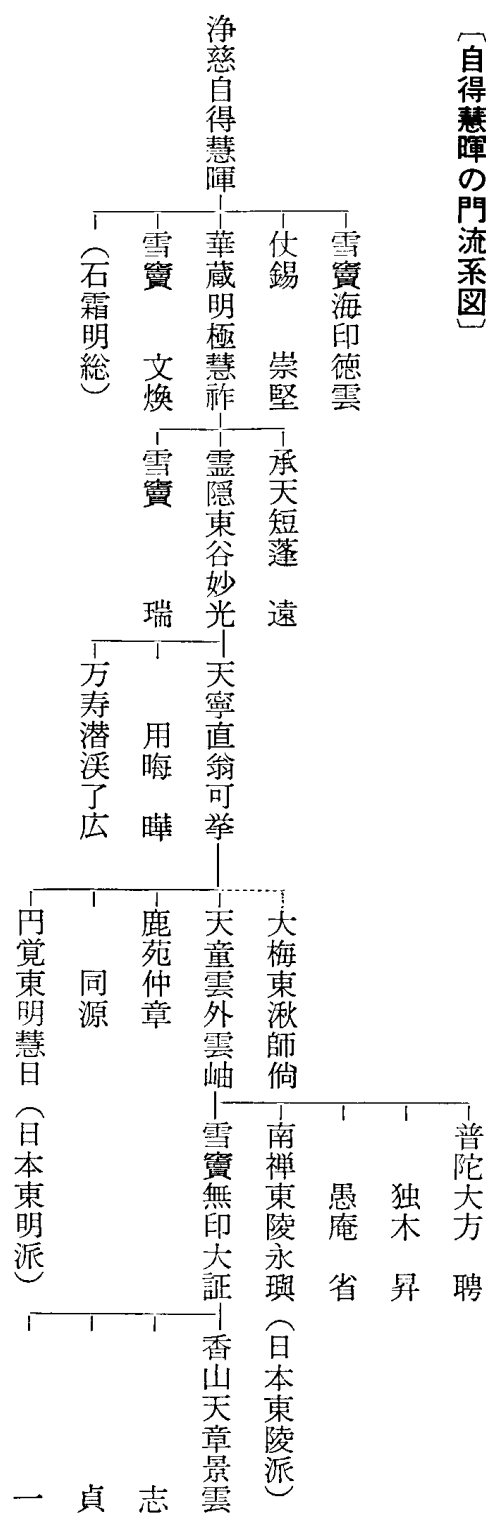 〔自得慧暉の門流系図〕
浄慈自得慧暉
雪竇海印徳雲
仗錫 崇堅
華蔵明極慧祚
雪竇 文煥
(石霜明総)
承天短蓬 遠
霊隠東谷妙光
雪竇 瑞
天寧直翁可挙
用晦 曄
万寿潜渓了広
大梅東湫師倘
天童雲外雲岫
鹿苑仲章
同源
円覚東明慧日(日本東明派)
普陀大方 聘
独木 昇
愚庵 省
南禅東陵永璵(日本東陵派)
雪竇無印大証
香山天章景雲
志
貞
一